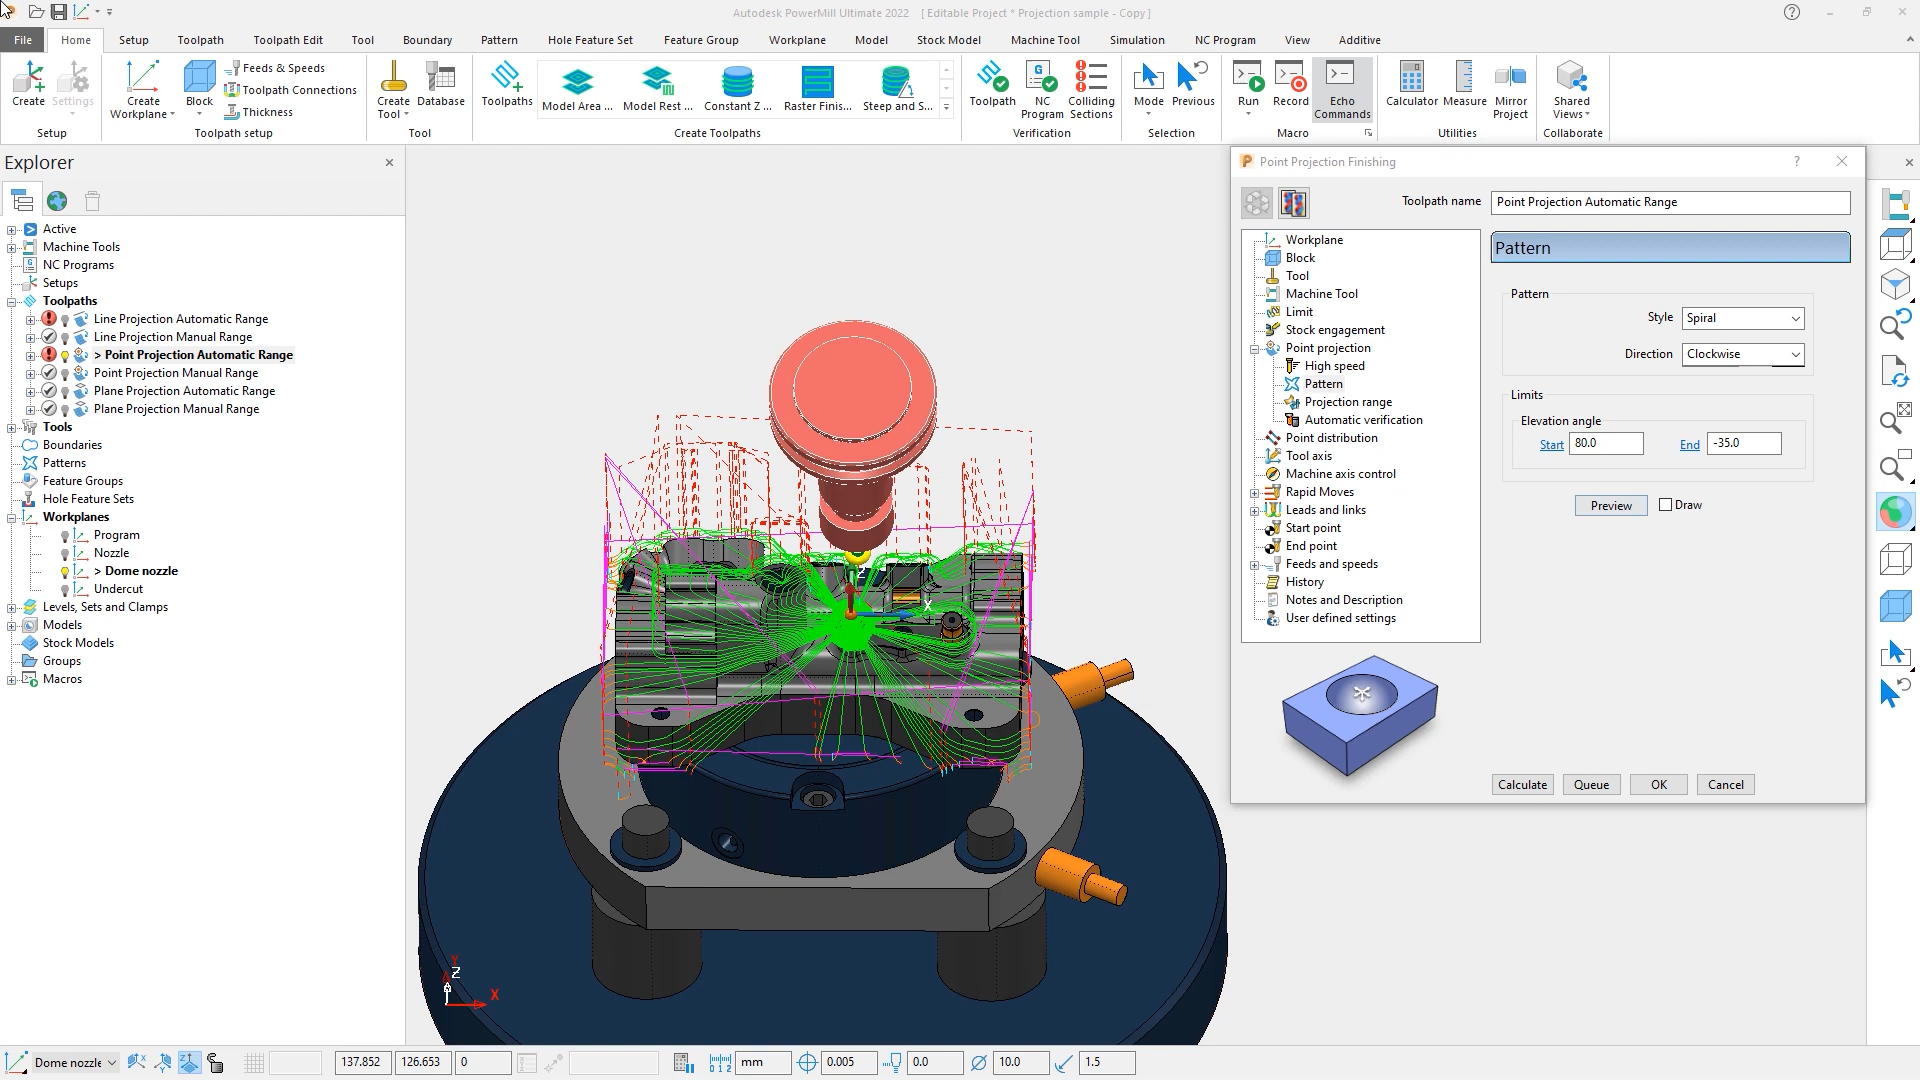 Autodesk PowerMill Ultimate 2022 [ Editable Project * Projection sample - Copy ]
File Home Setup Toolpath Toolpath Edit Tool Boundary Pattern Hole Feature Set Feature Group Workplane Model Stock Model Machine Tool Simulation NC Program View Additive
Create
Settings
Setup
Create
Workplane
Block
Feeds & Speeds
Toolpath Connections
Thickness
Toolpath setup
Create
Tool
Database
Tool
Toolpaths
Model Area ...
Model Rest ...
Constant Z ...
Raster Finis...
Steep and S...
Create Toolpaths
Toolpath
NC
Program
Colliding
Sections
Verification
Mode
Previous
Selection
Run
Record
Echo
Commands
Macro
Calculator
Measure
Mirror
Project
Utilities
Shared
Views
Collaborate
Explorer
Active
Machine Tools
NC Programs
Setups
Toolpaths
Line Projection Automatic Range
Line Projection Manual Range
> Point Projection Automatic Range
Point Projection Manual Range
Plane Projection Automatic Range
Plane Projection Manual Range
Tools
Boundaries
Patterns
Feature Groups
Hole Feature Sets
Workplanes
Program
Nozzle
> Dome nozzle
Undercut
Levels, Sets and Clamps
Models
Stock Models
Groups
Macros
Z
X
Y
Z
X
Point Projection Finishing
?
Toolpath name Point Projection Automatic Range
Workplane
Block
Tool
Machine Tool
Limit
Stock engagement
Point projection
High speed
Pattern
Projection range
Automatic verification
Point distribution
Tool axis
Machine axis control
Rapid Moves
Leads and links
Start point
End point
Feeds and speeds
History
Notes and Description
User defined settings
Pattern
Pattern
Style Spiral
Direction Clockwise
Limits
Elevation angle
Start 80.0 End -35.0
Preview Draw
Calculate Queue OK Cancel
Dome nozzle 137.852 126.653 0 mm 0.005 0.0 10.0 1.5